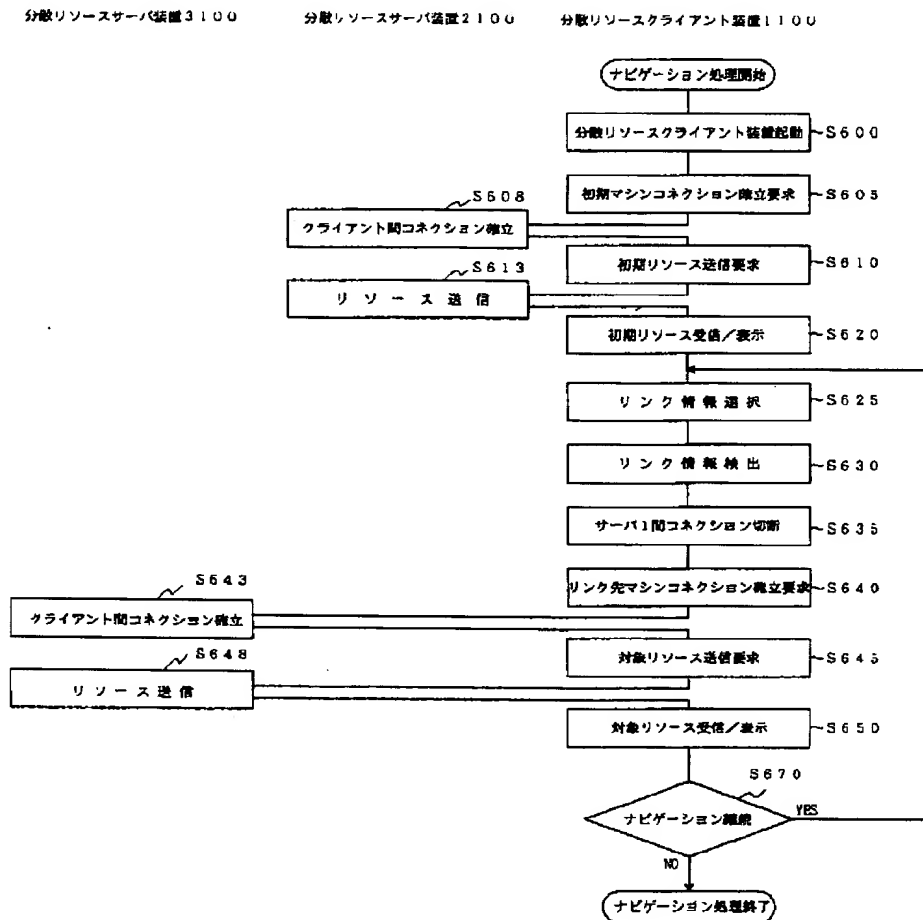 分散リソースサーバ装置3100
分散リソースサーバ装置2100
分散リソースクライアント装置1100
ナビゲーション処理開始
分散リソースクライアント装置起動
S600
初期マシンコネクション確立要求
S605
S608
クライアント間コネクション確立
初期リソース送信要求
S610
S613
リソース送信
初期リソース受信/表示
S620
リンク情報選択
S625
リンク情報検出
S630
サーバ1間コネクション切断
S635
リンク先マシンコネクション確立要求
S640
S643
クライアント間コネクション確立
対象リソース送信要求
S645
S648
リソース送信
対象リソース受信/表示
S650
S670
ナビゲーション継続
YES
NO
ナビゲーション処理終了